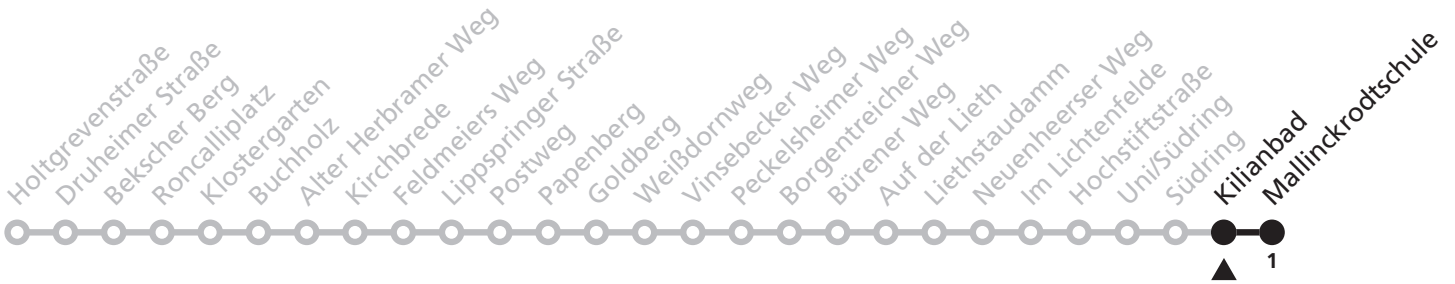 Holtgrevenstraße
Druheimer Straße
Bekscher Berg
Roncalliplatz
Klostergarten
Buchholz
Alter Herbramer Weg
Kirchbrede
Feldmeiers Weg
Lippspringer Straße
Postweg
Papenberg
Goldberg
Weißdornweg
Vinsebecker Weg
Peckelsheimer Weg
Borgentreicher Weg
Bürener Weg
Auf der Lieth
Liethstaudamm
Neuenheerser Weg
Im Lichtenfelde
Hochstiftstraße
Uni/Südring
Südring
Kilianbad
Mallinckrodtschule
1